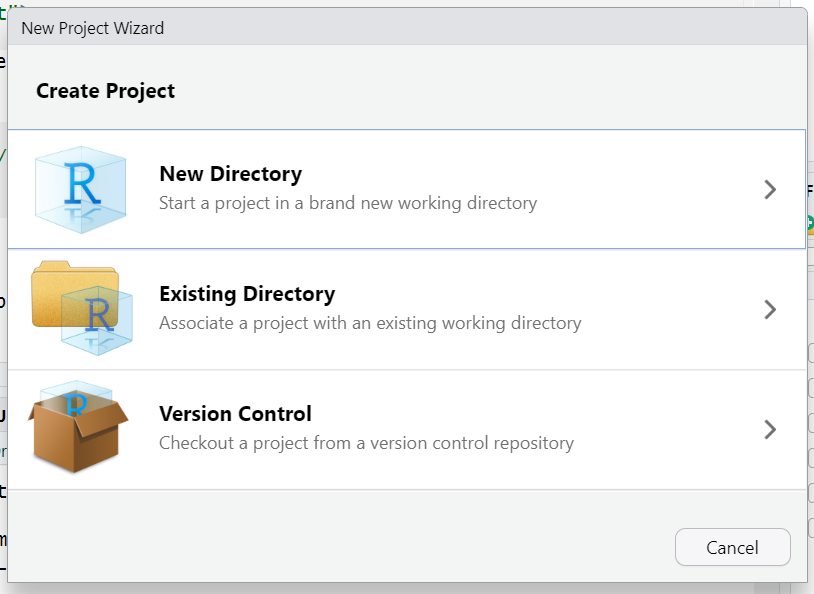 New Project Wizard
Create Project
R
New Directory
Start a project in a brand new working directory
R
Existing Directory
Associate a project with an existing working directory
R
Version Control
Checkout a project from a version control repository
Cancel